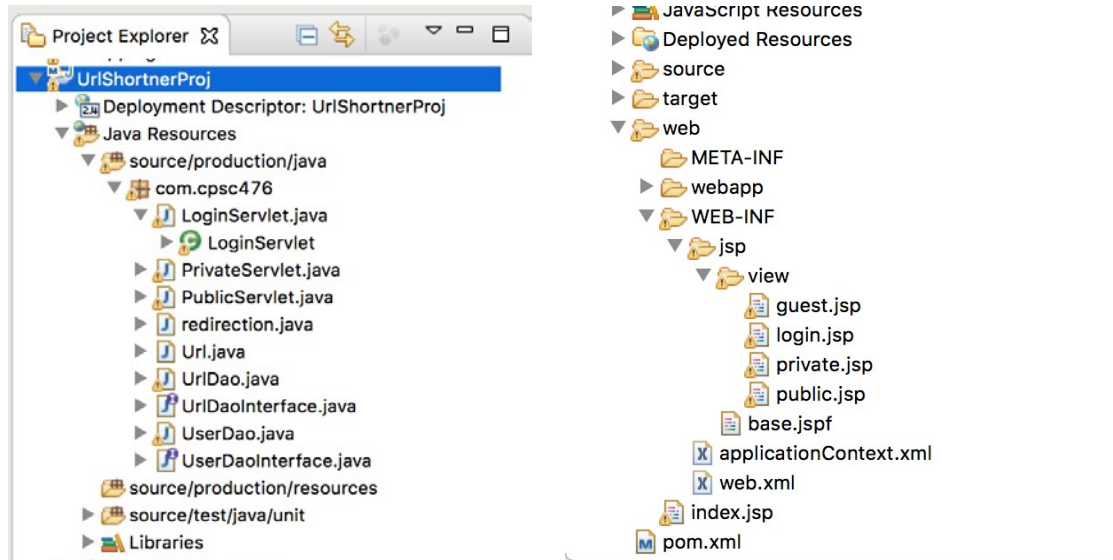 Project Explorer
UrlShortnerProj
Deployment Descriptor: UrlShortnerProj
Java Resources
source/production/java
com.cpsc476
LoginServlet.java
LoginServlet
PrivateServlet.java
PublicServlet.java
redirection.java
Url.java
UrlDao.java
UrlDaoInterface.java
UserDao.java
UserDaoInterface.java
source/production/resources
source/test/java/unit
Libraries
JavaScript Resources
Deployed Resources
source
target
web
META-INF
webapp
WEB-INF
jsp
view
guest.jsp
login.jsp
private.jsp
public.jsp
base.jspf
applicationContext.xml
web.xml
index.jsp
pom.xml